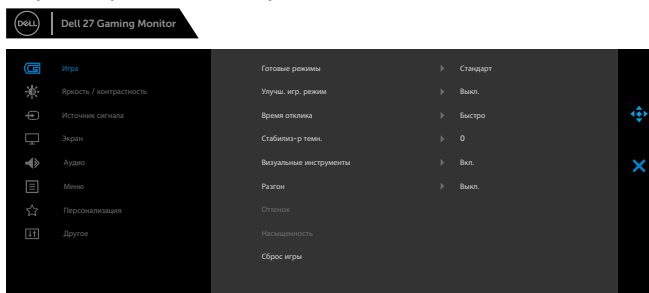 DELL Dell 27 Gaming Monitor
Игра Готовые режимы Стандарт
Яркость / контрастность Улучш. игр. режим Выкл.
Источник сигнала Время отклика Быстро
Экран Стабилиз-р темн. 0
Аудио Визуальные инструменты Вкл.
Меню Разгон Выкл.
Персонализация Оттенок
Другое Насыщенность
Сброс игры